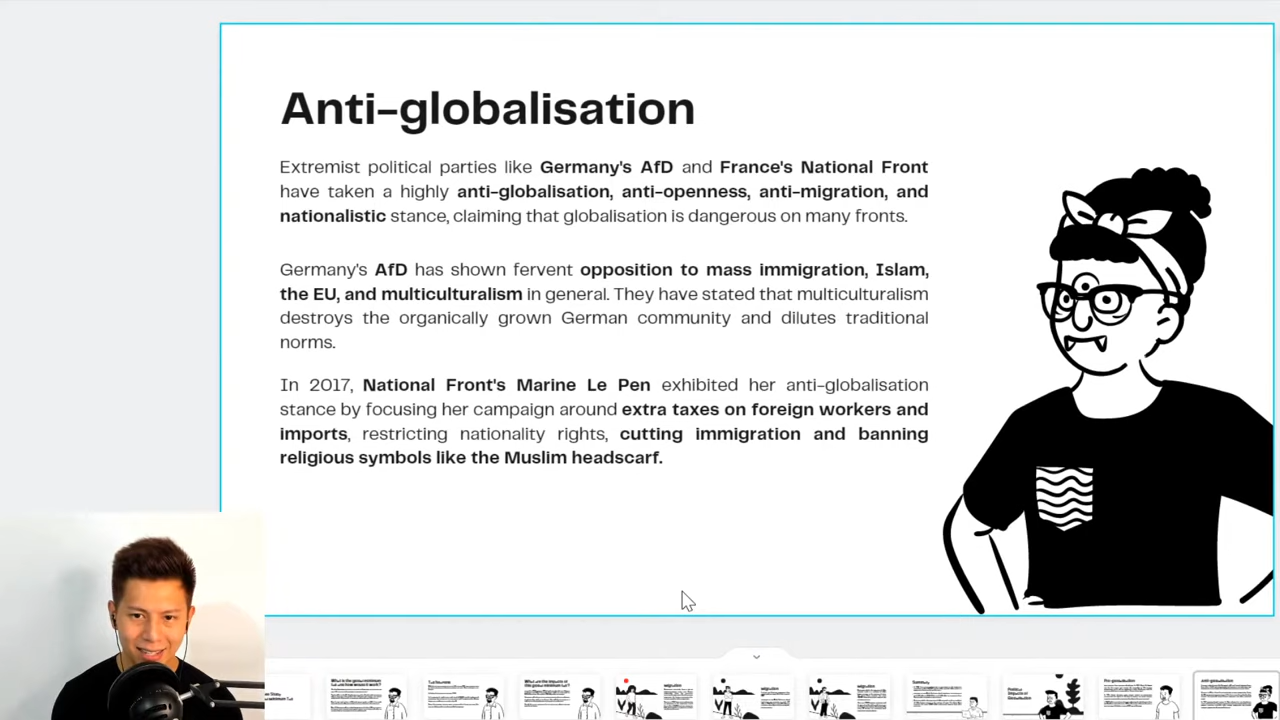 Anti-globalisation
Extremist political parties like Germany's AfD and France's National Front
have taken a highly anti-globalisation, anti-openness, anti-migration, and
nationalistic stance, claiming that globalisation is dangerous on many fronts.
Germany's AfD has shown fervent opposition to mass immigration, Islam,
the EU, and multiculturalism in general. They have stated that multiculturalism
destroys the organically grown German community and dilutes traditional
norms.
In 2017, National Front's Marine Le Pen exhibited her anti-globalisation
stance by focusing her campaign around extra taxes on foreign workers and
imports, restricting nationality rights, cutting immigration and banning
religious symbols like the Muslim headscarf.